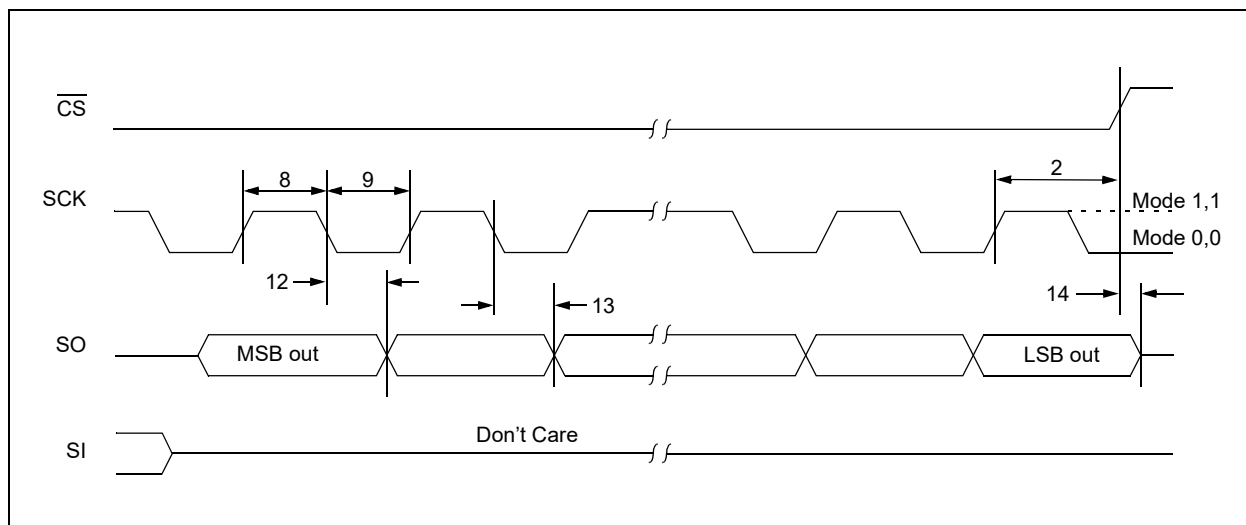 C̅S̅
2
8
9
SCK
Mode 1,1
Mode 0,0
12
13
14
SO
MSB out
LSB out
Don't Care
SI